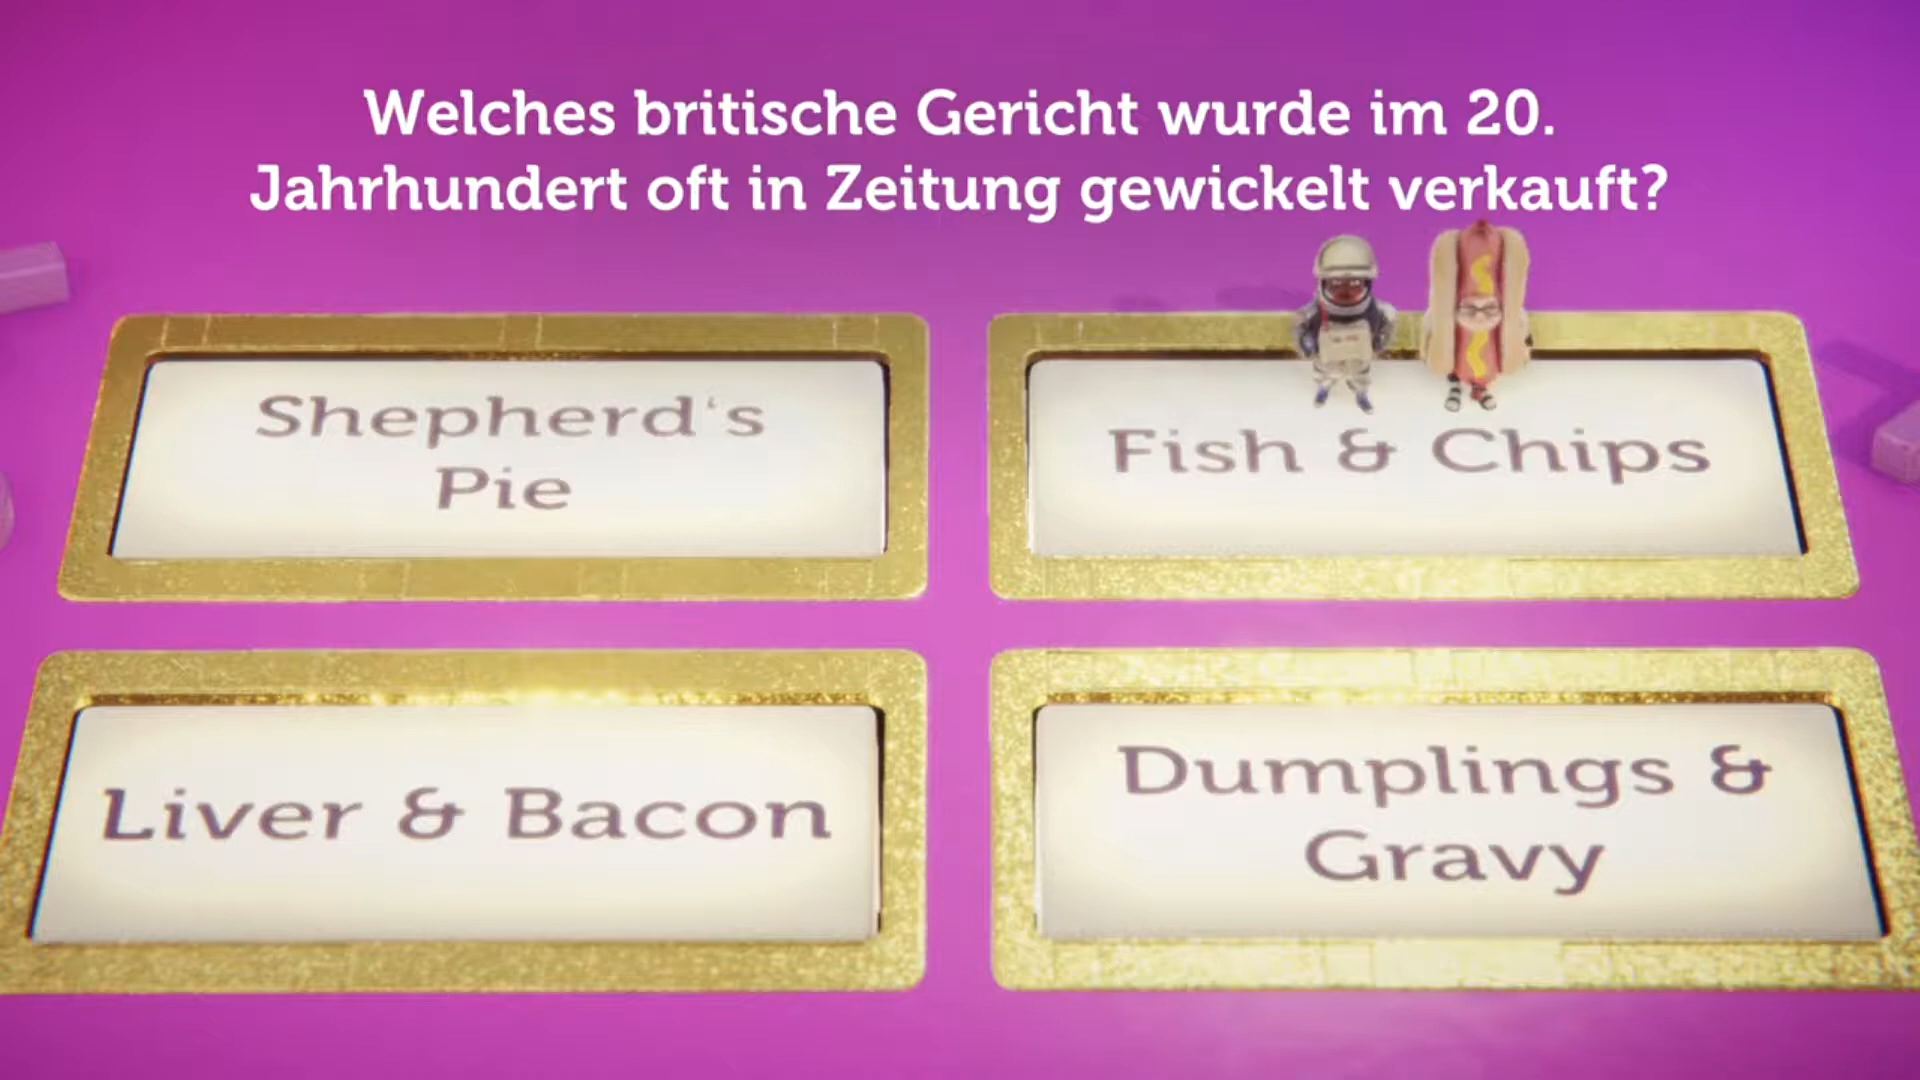 Welches britische Gericht wurde im 20.
Jahrhundert oft in Zeitung gewickelt verkauft?
Shepherd‘s
Pie
Fish & Chips
Liver & Bacon
Dumplings &
Gravy